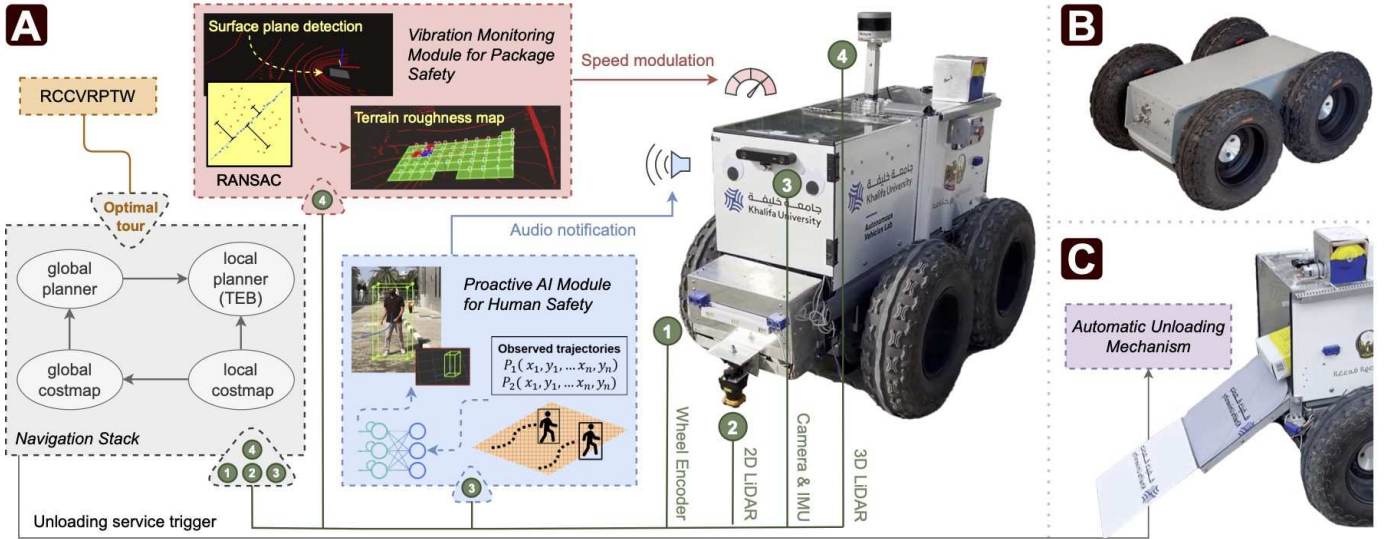 A
Surface plane detection
Vibration Monitoring
Module for Package
Safety
RANSAC
Terrain roughness map
4
Speed modulation
RCCVRPTW
Optimal
tour
global
planner
local
planner
(TEB)
global
costmap
local
costmap
Navigation Stack
4
1 2 3
Unloading service trigger
Audio notification
Proactive AI Module
for Human Safety
Observed trajectories
P₁( x₁, y₁, ... xₙ, yₙ)
P₂( x₁, y₁, ... xₙ, yₙ)
3
4
3
جامعة خليفة
Khalifa University
جامعة خليفة
Khalifa University
Autonomous
Vehicles Lab
1
2
Wheel Encoder
2D LiDAR
Camera & IMU
3D LiDAR
B
C
Automatic Unloading
Mechanism